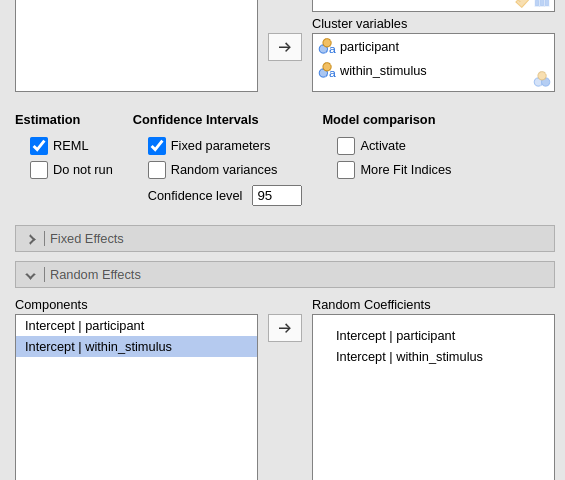 Cluster variables
participant
within_stimulus
Estimation Confidence Intervals Model comparison
REML Fixed parameters Activate
Do not run Random variances More Fit Indices
Confidence level 95
Fixed Effects
Random Effects
Components Random Coefficients
Intercept | participant
Intercept | within_stimulus
Intercept | participant
Intercept | within_stimulus